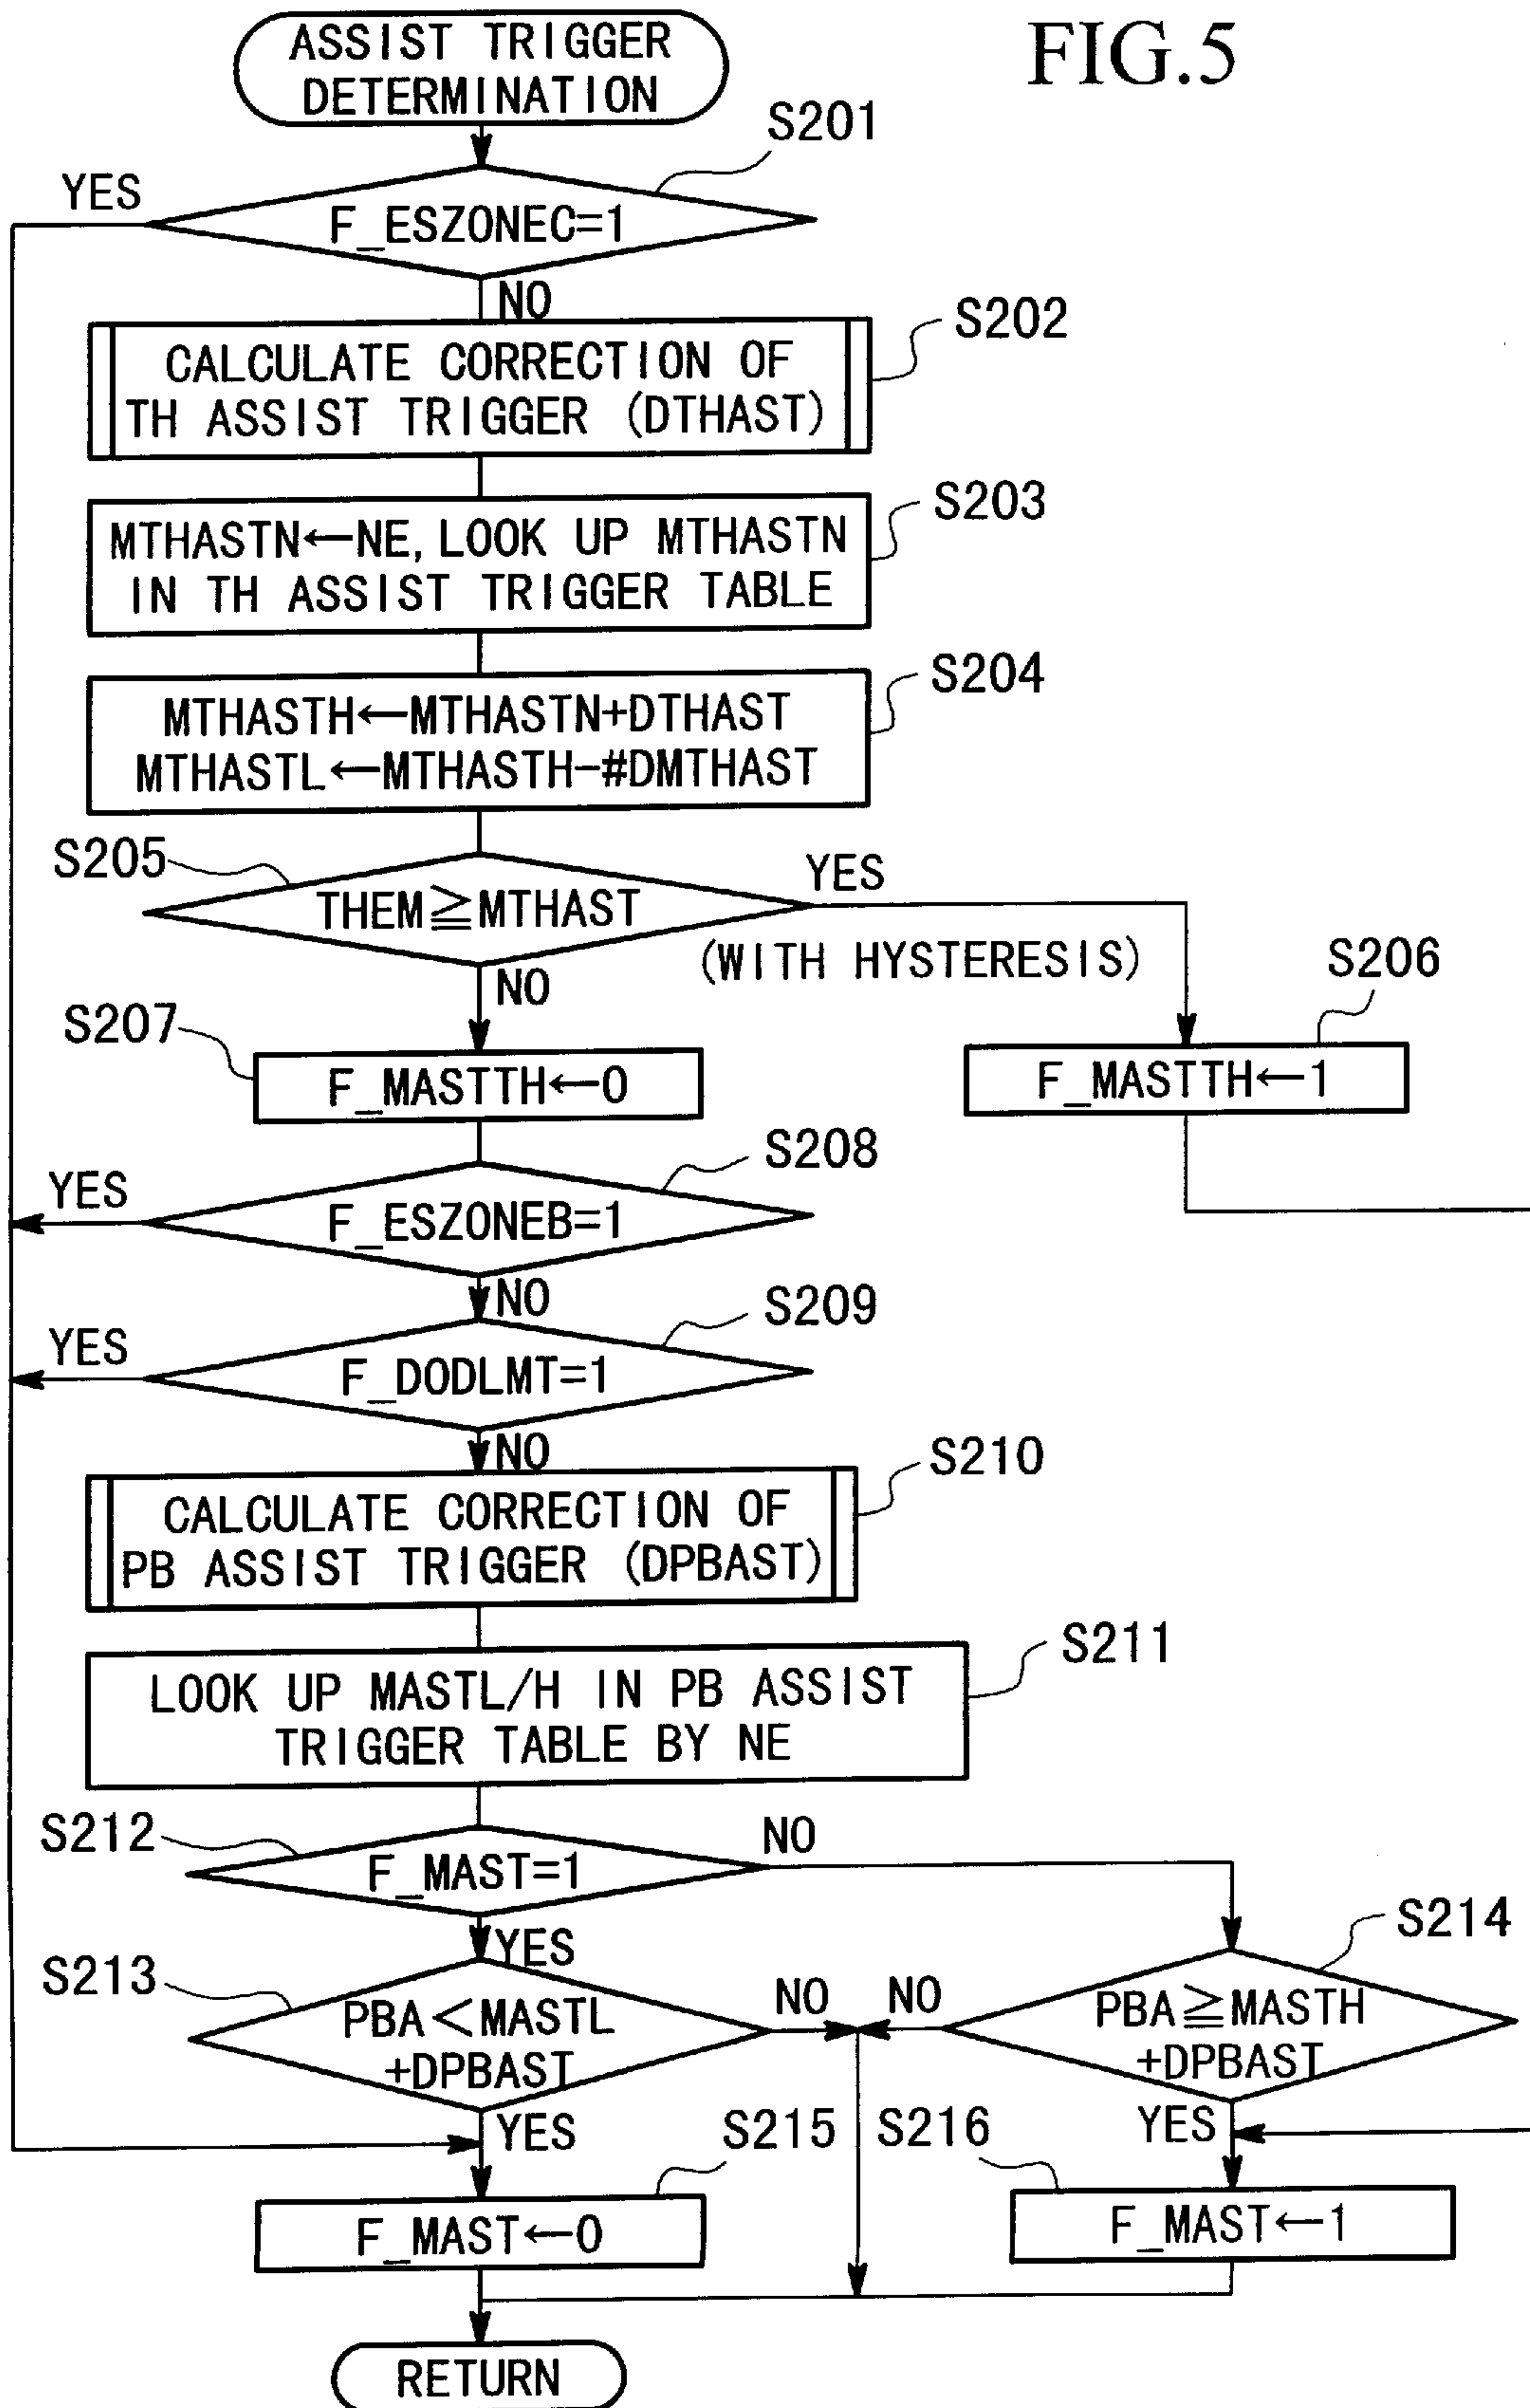 FIG.5
ASSIST TRIGGER
DETERMINATION
S201
YES
F_ESZONEC=1
NO
S202
CALCULATE CORRECTION OF
TH ASSIST TRIGGER (DTHAST)
S203
MTHASTN←NE, LOOK UP MTHASTN
IN TH ASSIST TRIGGER TABLE
S204
MTHASTH←MTHASTN+DTHAST
MTHASTL←MTHASTH-#DMTHAST
S205
THEM≧MTHAST
YES
(WITH HYSTERESIS)
NO
S206
F_MASTTH←1
S207
F_MASTTH←0
S208
YES
F_ESZONEB=1
NO
S209
YES
F_DODLMT=1
NO
S210
CALCULATE CORRECTION OF
PB ASSIST TRIGGER (DPBAST)
S211
LOOK UP MASTL/H IN PB ASSIST
TRIGGER TABLE BY NE
S212
F_MAST=1
NO
YES
S213
PBA<MASTL
+DPBAST
NO
NO
S214
PBA≧MASTH
+DPBAST
YES
YES
S215
F_MAST←0
S216
F_MAST←1
RETURN